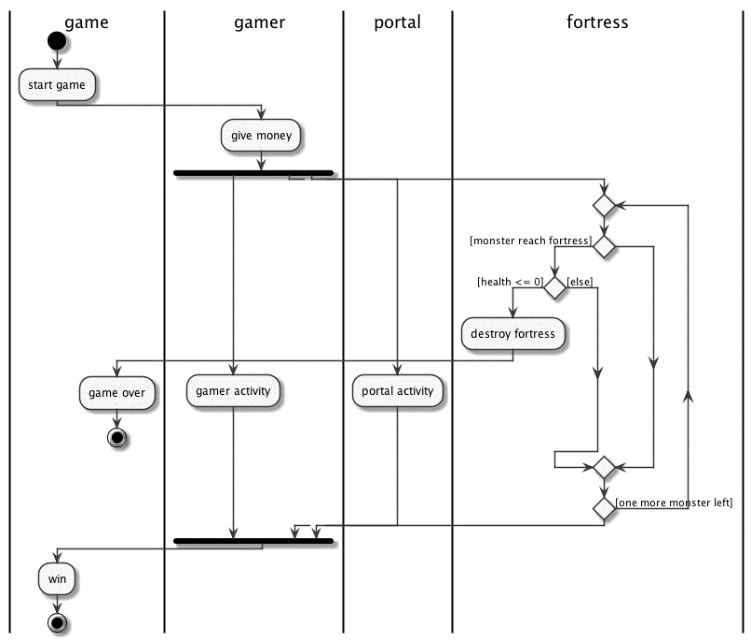 game
gamer
portal
fortress
start game
give money
[monster reach fortress]
[health <= 0]
[else]
destroy fortress
game over
gamer activity
portal activity
[one more monster left]
win